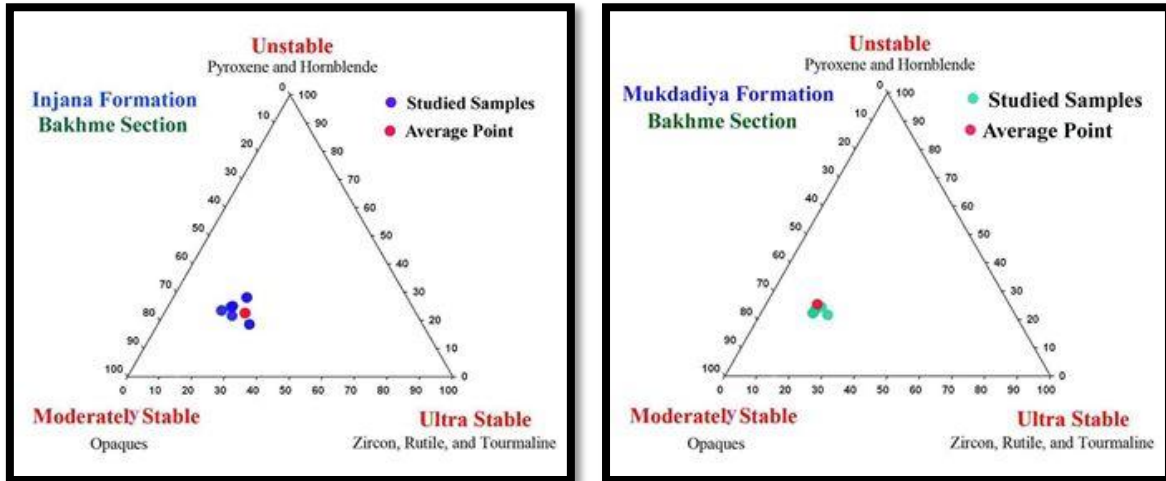 Unstable
Pyroxene and Hornblende
Injana Formation
Bakhme Section
Studied Samples
Average Point
0
10
20
30
40
50
60
70
80
90
100
100
90
80
70
60
50
40
30
20
10
0
0 10 20 30 40 50 60 70 80 90 100
Moderately Stable
Opaques
Ultra Stable
Zircon, Rutile, and Tourmaline
Unstable
Pyroxene and Hornblende
Mukdadiya Formation
Bakhme Section
Studied Samples
Average Point
0
10
20
30
40
50
60
70
80
90
100
100
90
80
70
60
50
40
30
20
10
0
0 10 20 30 40 50 60 70 80 90 100
Moderately Stable
Opaques
Ultra Stable
Zircon, Rutile, and Tourmaline